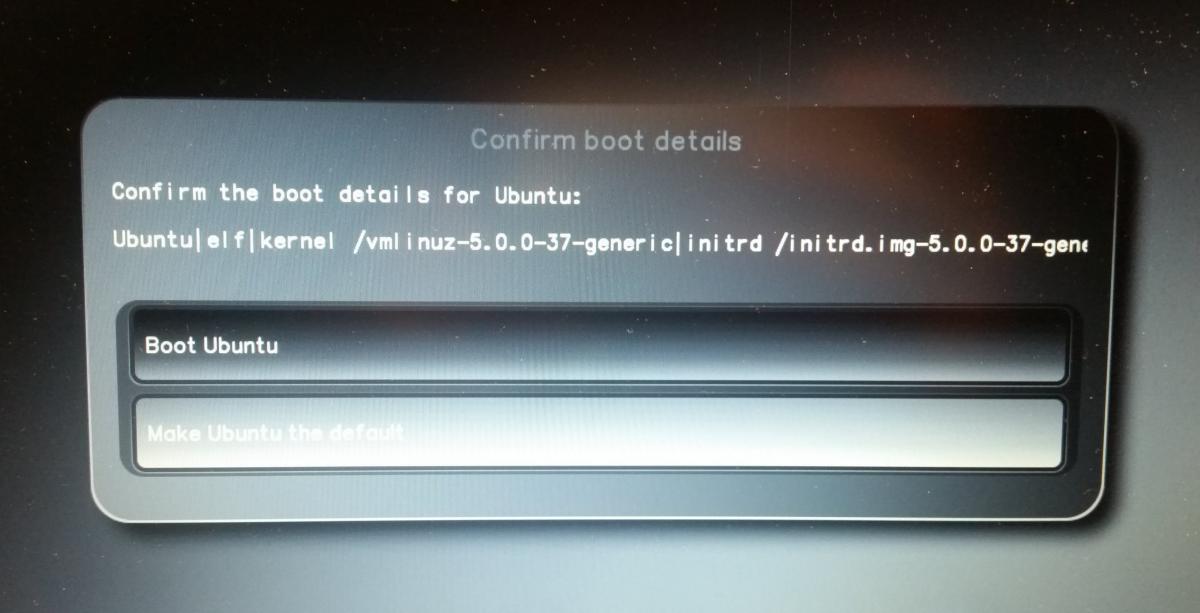 Confirm boot details
Confirm the boot details for Ubuntu:
Ubuntu|elf|kernel /vmlinuz-5.0.0-37-generic|initrd /initrd.img-5.0.0-37-gene
Boot Ubuntu
Make Ubuntu the default